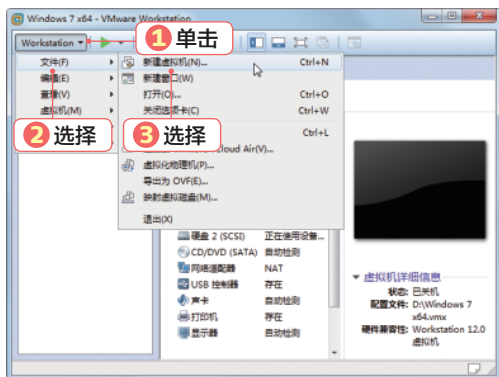 Windows 7 x64 - VMware Workstation
Workstation
1 单击
文件(F)
新建虚拟机(N)... Ctrl+N
编辑(E)
新建窗口(W)
查看(V)
打开(O)... Ctrl+O
虚拟机(M)
关闭选项卡(C) Ctrl+W
2 选择
3 选择
Ctrl+L
Cloud Air(V)...
虚拟化物理机(P)...
导出为 OVF(E)...
映射虚拟磁盘(M)...
退出(X)
硬盘 2 (SCSI) 正在使用设备...
CD/DVD (SATA) 自动检测
网络适配器 NAT
USB 控制器 存在
声卡 自动检测
打印机 存在
显示器 自动检测
虚拟机详细信息
状态: 已关机
配置文件: D:\Windows 7
x64.vmx
硬件兼容性: Workstation 12.0
虚拟机